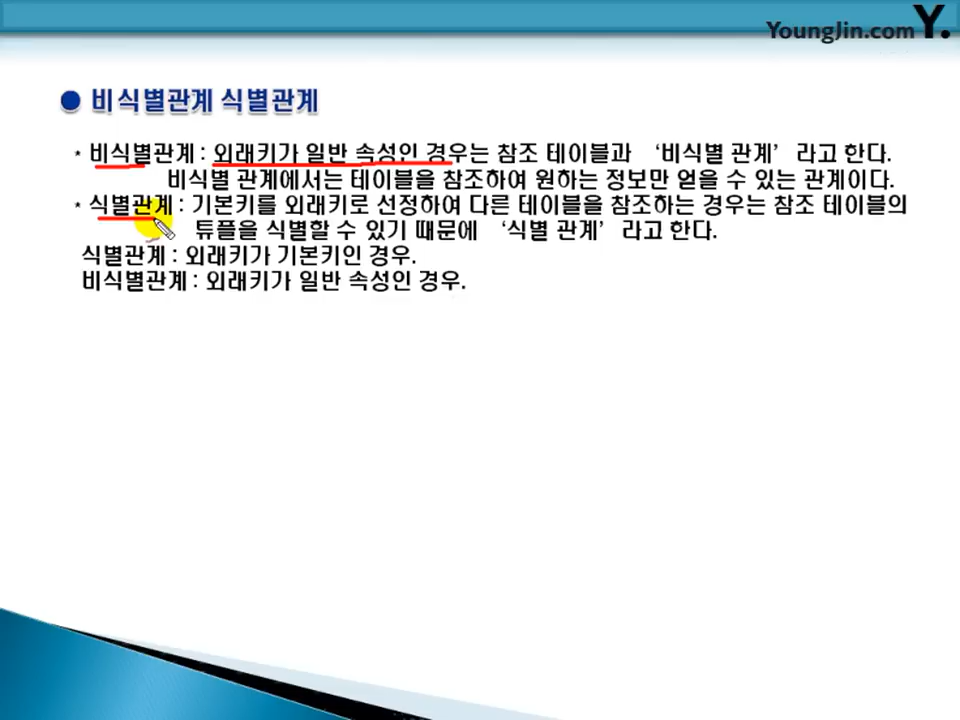 YoungJin.com Y.
● 비식별관계 식별관계
* 비식별관계 : 외래키가 일반 속성인 경우는 참조 테이블과 ‘비식별 관계’ 라고 한다.
비식별 관계에서는 테이블을 참조하여 원하는 정보만 얻을 수 있는 관계이다.
* 식별관계 : 기본키를 외래키로 선정하여 다른 테이블을 참조하는 경우는 참조 테이블의
튜플을 식별할 수 있기 때문에 ‘식별 관계’ 라고 한다.
식별관계 : 외래키가 기본키인 경우.
비식별관계 : 외래키가 일반 속성인 경우.